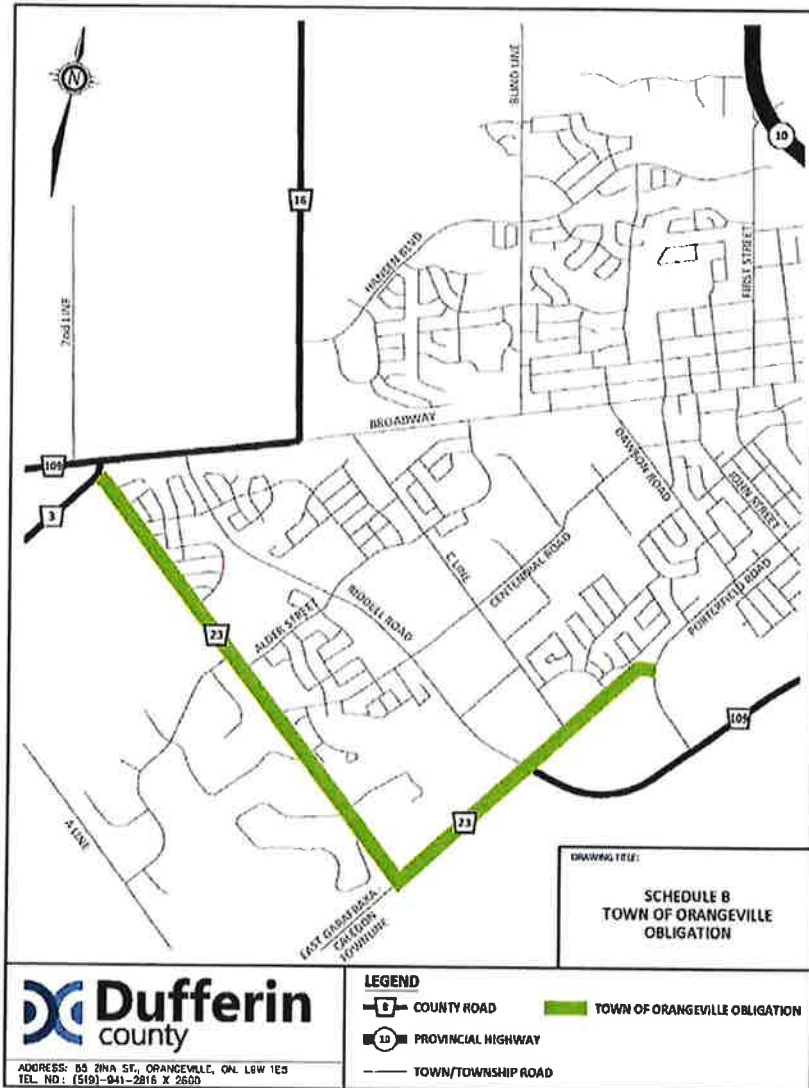 N
10
BLIND LINE
16
HANSEN BLVD
FIRST STREET
2nd LINE
BROADWAY
109
3
DAWSON ROAD
JOHN STREET
C LINE
CENTENNIAL ROAD
RIDDELL ROAD
ALDER STREET
PORTERFIELD ROAD
23
109
A LINE
23
EAST GARAFRAXA
CALEDON
TOWNLINE
DRAWING TITLE:
SCHEDULE B
TOWN OF ORANGEVILLE
OBLIGATION
Dufferin
county
ADDRESS: 55 ZINA ST., ORANGEVILLE, ON. L9W 1E5
TEL. NO: (519)-941-2816 X 2600
LEGEND
8 COUNTY ROAD
TOWN OF ORANGEVILLE OBLIGATION
10 PROVINCIAL HIGHWAY
TOWN/TOWNSHIP ROAD